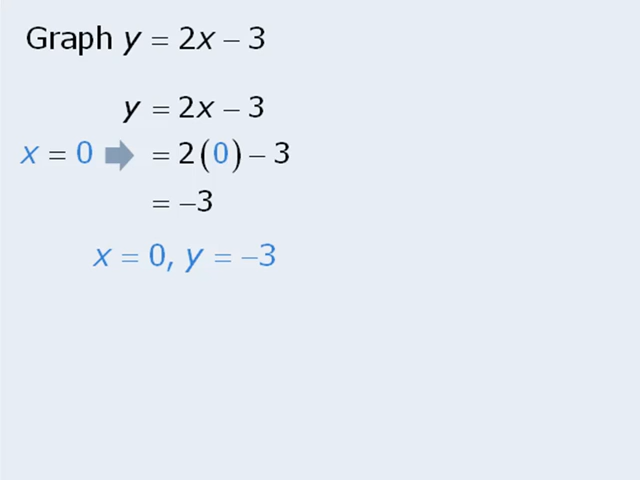 Graph y = 2x – 3
y = 2x – 3
x = 0 ➡ = 2(0) – 3
= –3
x = 0, y = –3